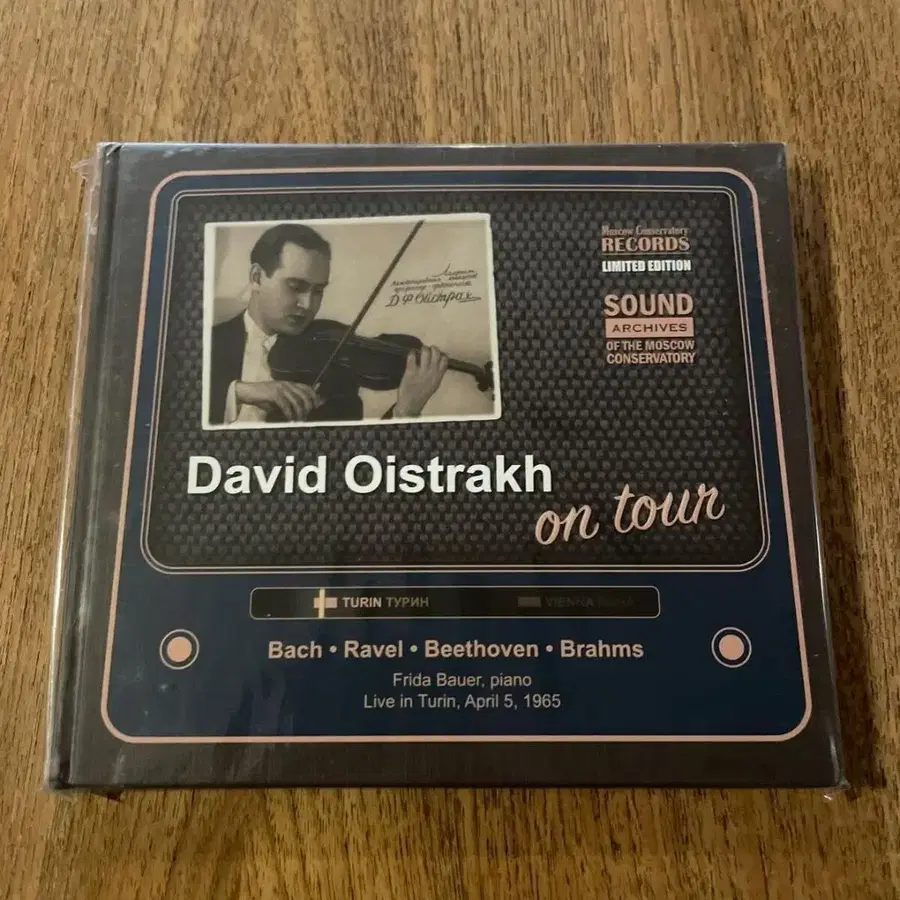 Moscow Conservatory
RECORDS
LIMITED EDITION
SOUND
ARCHIVES
OF THE MOSCOW
CONSERVATORY
David Oistrakh
on tour
TURIN ТУРИН
VIENNA ВЕНА
Bach • Ravel • Beethoven • Brahms
Frida Bauer, piano
Live in Turin, April 5, 1965